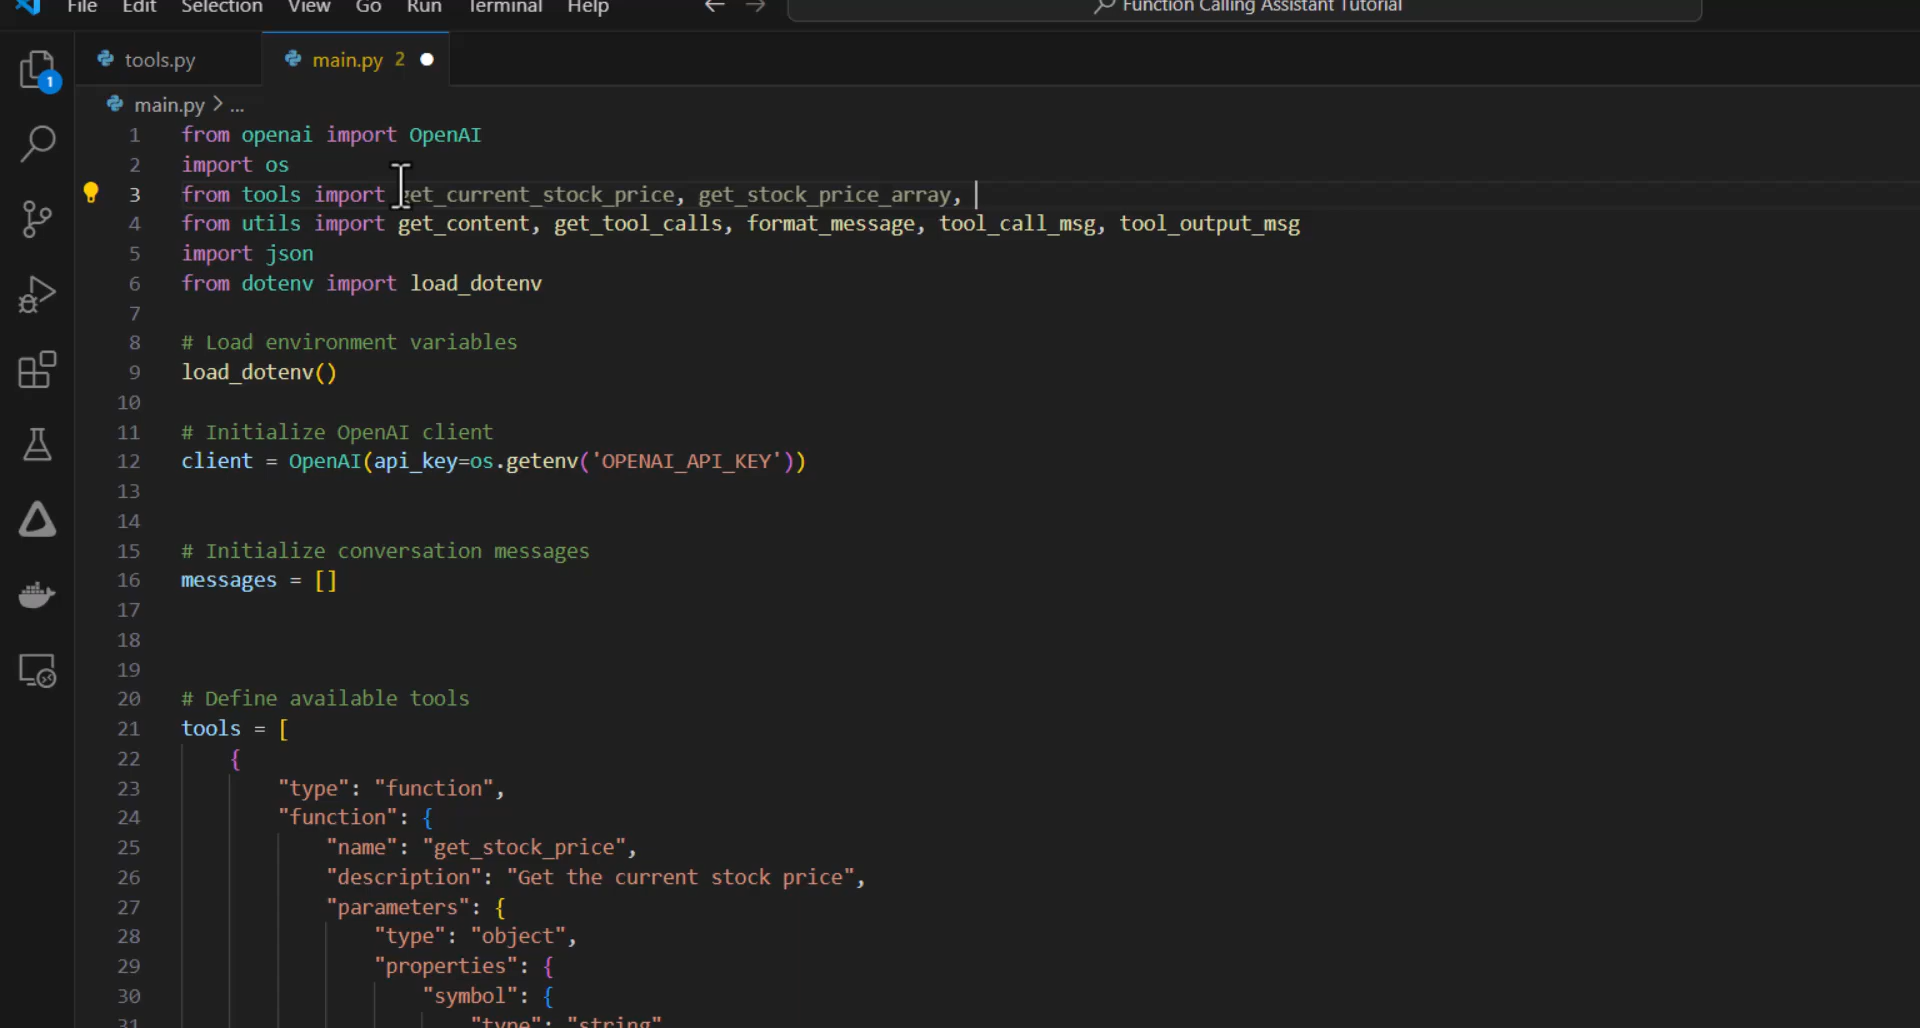 File Edit Selection View Go Run Terminal Help
Function Calling Assistant Tutorial
tools.py main.py 2
1
main.py > ...
1 from openai import OpenAI
2 import os
3 from tools import get_current_stock_price, get_stock_price_array,
4 from utils import get_content, get_tool_calls, format_message, tool_call_msg, tool_output_msg
5 import json
6 from dotenv import load_dotenv
7
8 # Load environment variables
9 load_dotenv()
10
11 # Initialize OpenAI client
12 client = OpenAI(api_key=os.getenv('OPENAI_API_KEY'))
13
14
15 # Initialize conversation messages
16 messages = []
17
18
19
20 # Define available tools
21 tools = [
22 {
23 "type": "function",
24 "function": {
25 "name": "get_stock_price",
26 "description": "Get the current stock price",
27 "parameters": {
28 "type": "object",
29 "properties": {
30 "symbol": {
31 "type": "string"